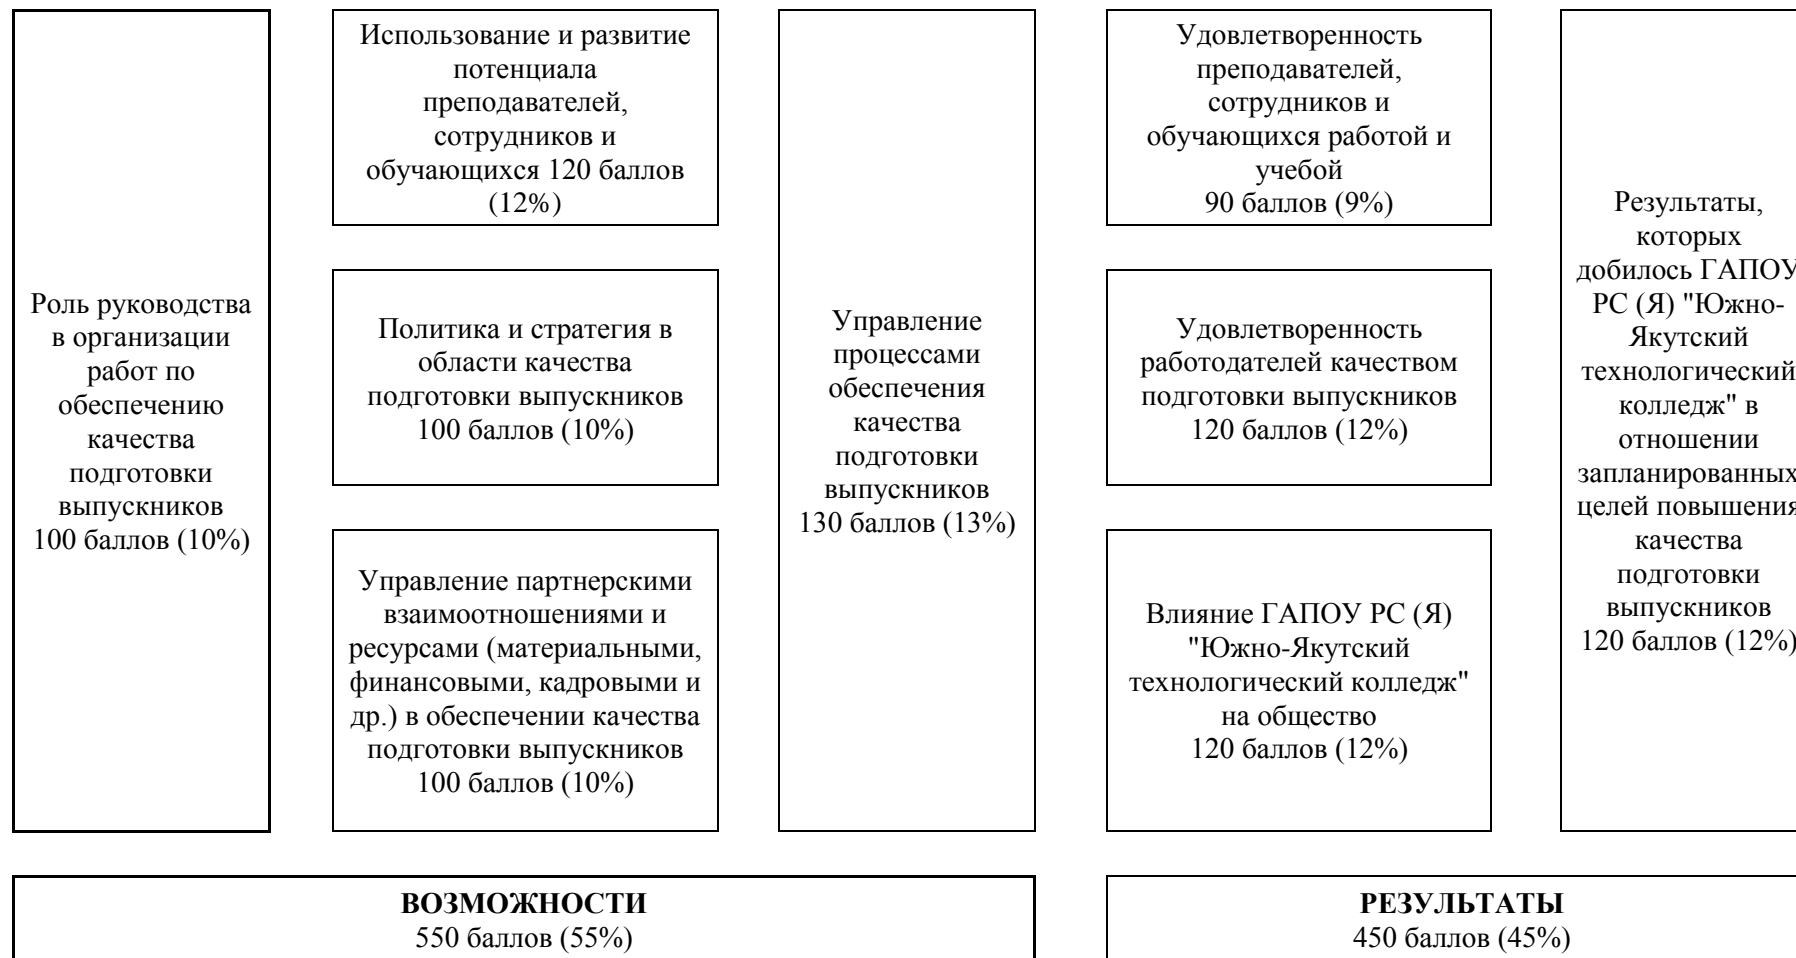 Роль руководства
в организации
работ по
обеспечению
качества
подготовки
выпускников
100 баллов (10%)
Использование и развитие
потенциала
преподавателей,
сотрудников и
обучающихся 120 баллов
(12%)
Политика и стратегия в
области качества
подготовки выпускников
100 баллов (10%)
Управление партнерскими
взаимоотношениями и
ресурсами (материальными,
финансовыми, кадровыми и
др.) в обеспечении качества
подготовки выпускников
100 баллов (10%)
Управление
процессами
обеспечения
качества
подготовки
выпускников
130 баллов (13%)
Удовлетворенность
преподавателей,
сотрудников и
обучающихся работой и
учебой
90 баллов (9%)
Удовлетворенность
работодателей качеством
подготовки выпускников
120 баллов (12%)
Влияние ГАПОУ РС (Я)
"Южно-Якутский
технологический колледж"
на общество
120 баллов (12%)
Результаты,
которых
добилось ГАПОУ
РС (Я) "Южно-
Якутский
технологический
колледж" в
отношении
запланированных
целей повышения
качества
подготовки
выпускников
120 баллов (12%)
ВОЗМОЖНОСТИ
550 баллов (55%)
РЕЗУЛЬТАТЫ
450 баллов (45%)